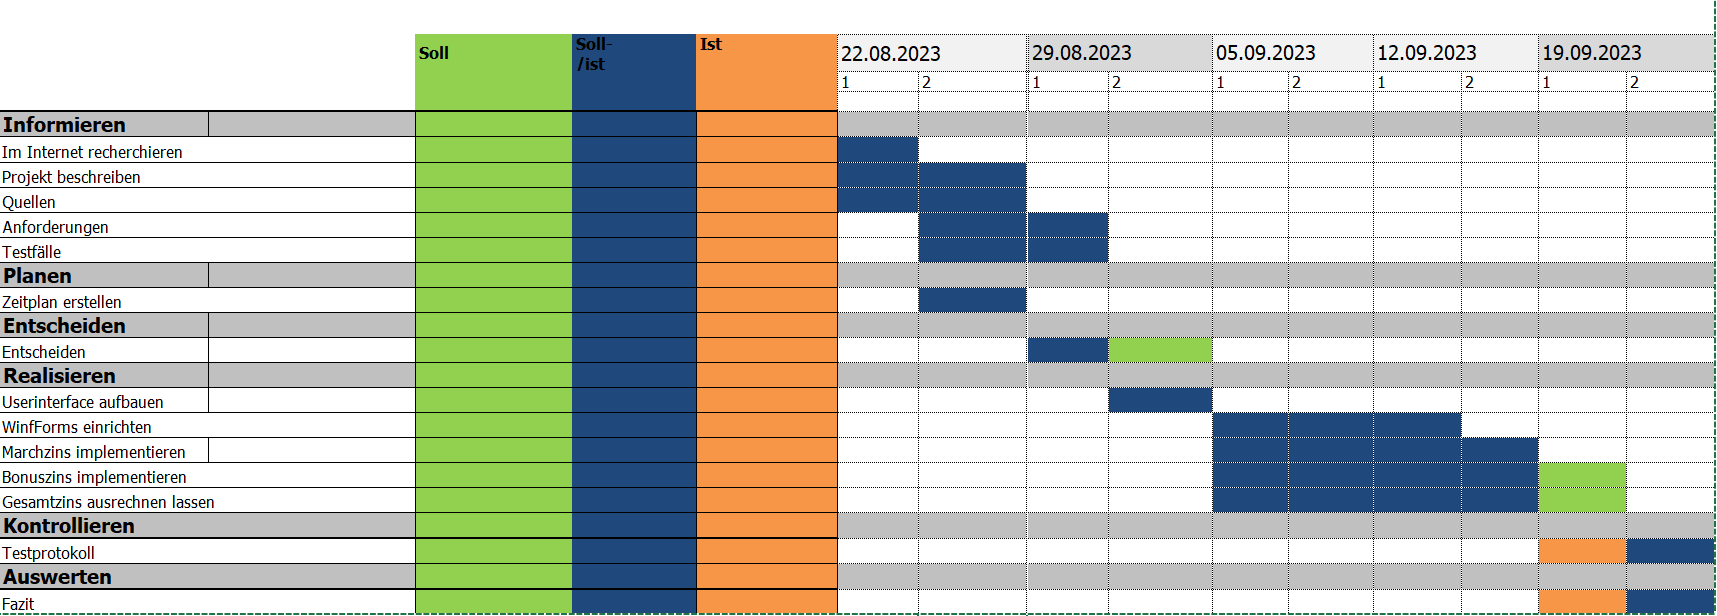 Soll
Soll-
/ist
Ist
22.08.2023 29.08.2023 05.09.2023 12.09.2023 19.09.2023
1 2 1 2 1 2 1 2 1 2
Informieren
Im Internet recherchieren
Projekt beschreiben
Quellen
Anforderungen
Testfälle
Planen
Zeitplan erstellen
Entscheiden
Entscheiden
Realisieren
Userinterface aufbauen
WinfForms einrichten
Marchzins implementieren
Bonuszins implementieren
Gesamtzins ausrechnen lassen
Kontrollieren
Testprotokoll
Auswerten
Fazit